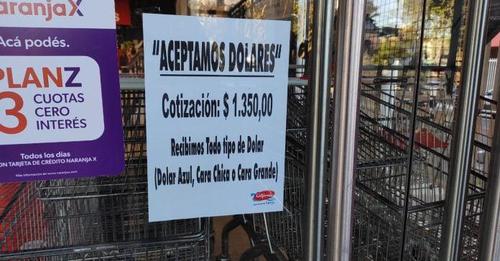 NaranjaX
Acá podés.
PLANZ
3 CUOTAS
CERO
INTERÉS
Todos los días
CON TARJETA DE CRÉDITO NARANJA X
"ACEPTAMOS DOLARES"
Cotización: $ 1.350,00
Recibimos Todo tipo de Dolar
(Dolar Azul, Cara Chica o Cara Grande)